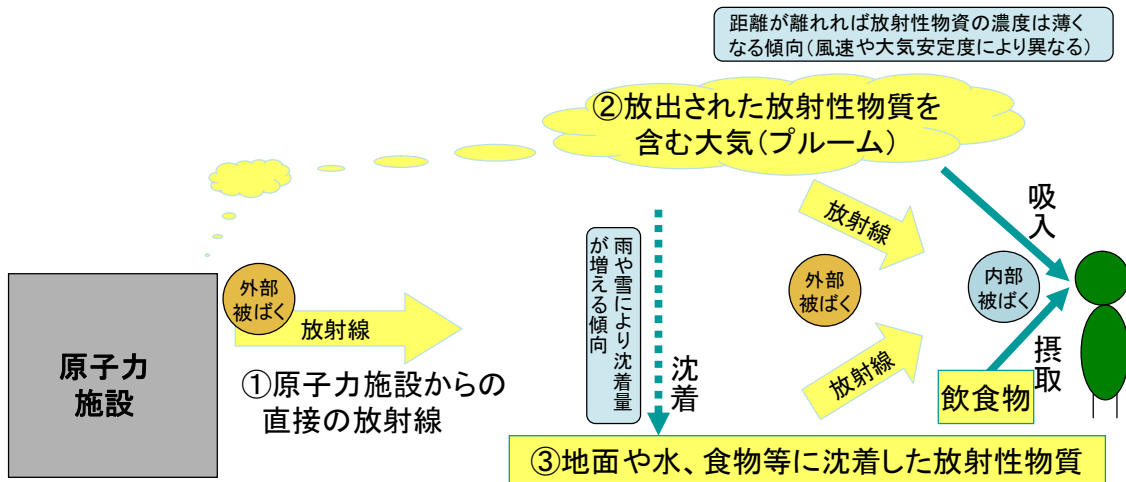 距離が離れれば放射性物資の濃度は薄く
なる傾向(風速や大気安定度により異なる)
②放出された放射性物質を
含む大気(プルーム)
吸入
放射線
雨や雪により沈着量
が増える傾向
外部
被ばく
外部
被ばく
内部
被ばく
放射線
原子力
施設
①原子力施設からの
直接の放射線
沈着
放射線
摂取
飲食物
③地面や水、食物等に沈着した放射性物質